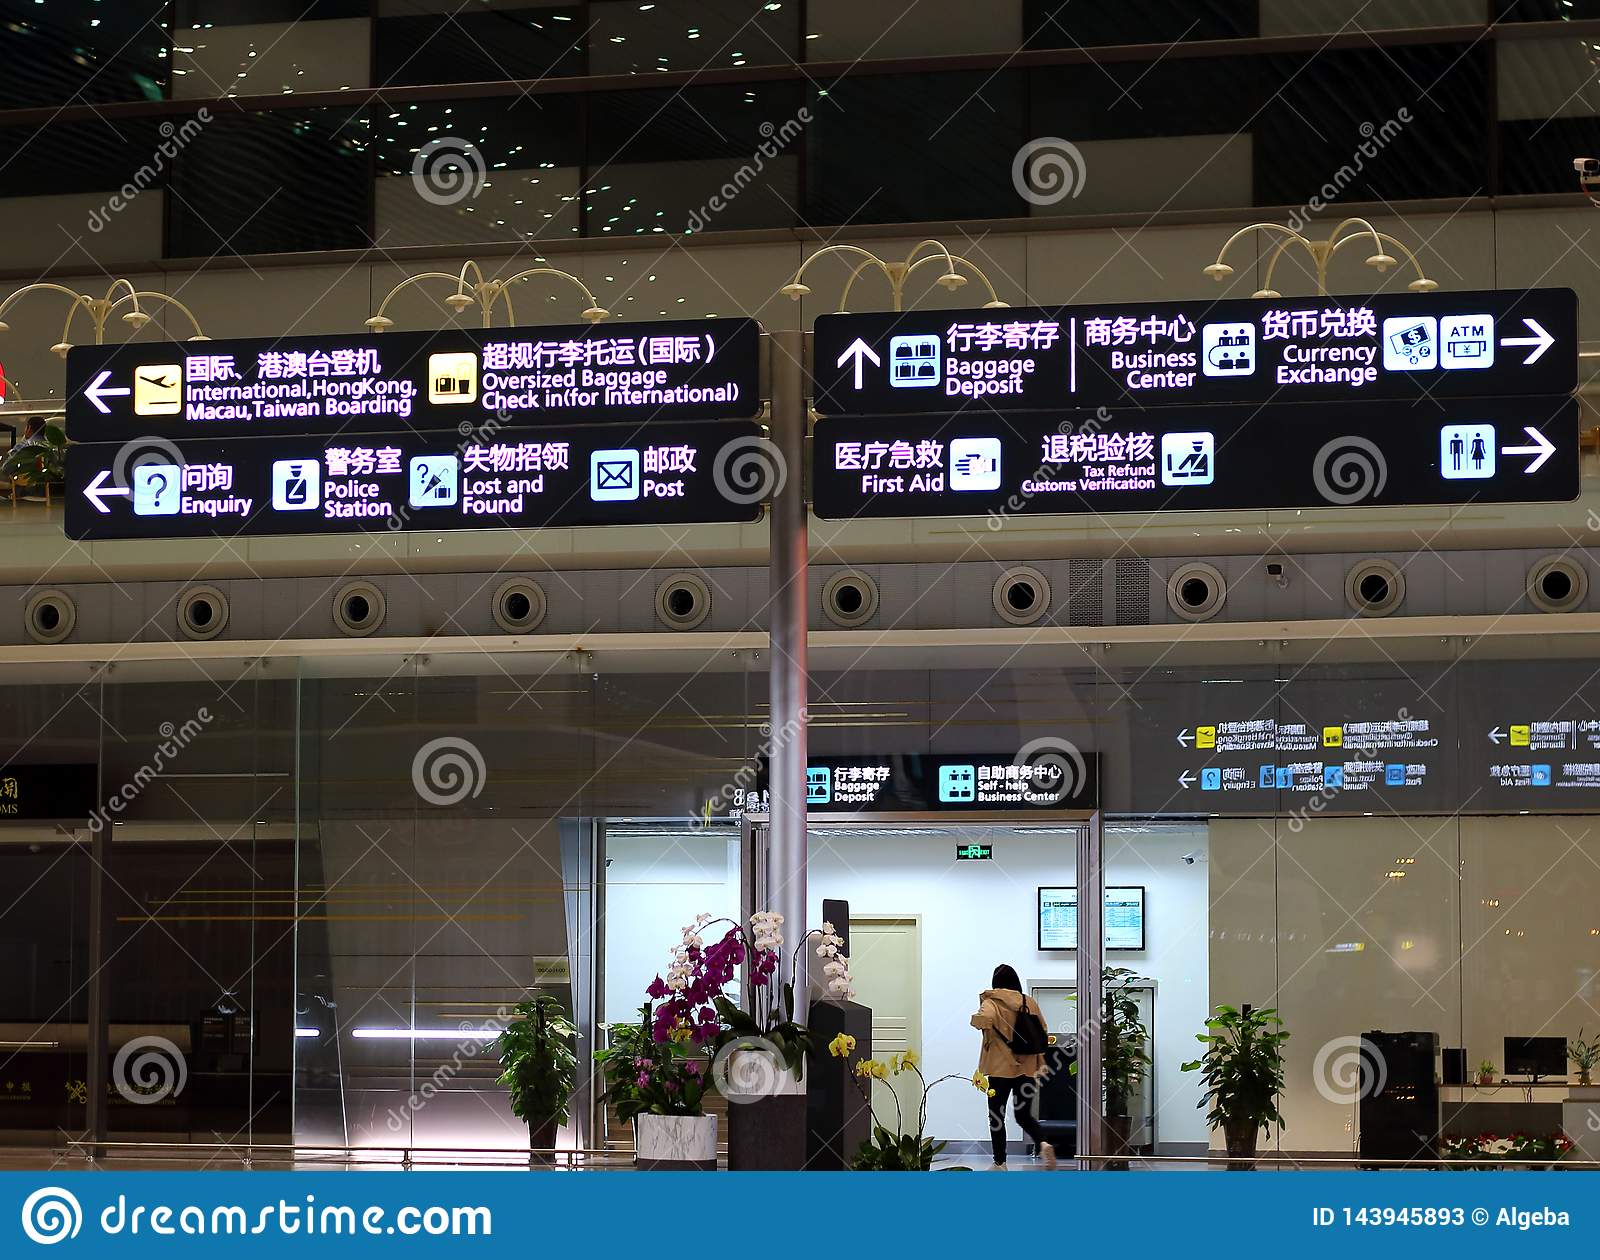 国际、港澳台登机
International,HongKong,
Macau,Taiwan Boarding
超规行李托运(国际)
Oversized Baggage
Check in(for International)
问询
Enquiry
警务室
Police
Station
失物招领
Lost and
Found
邮政
Post
行李寄存
Baggage
Deposit
商务中心
Business
Center
货币兑换
Currency
Exchange
ATM
医疗急救
First Aid
退税验核
Tax Refund
Customs Verification
行李寄存
Baggage
Deposit
自助商务中心
Self-help
Business Center
EXIT
dreamstime.com
ID 143945893 © Algeba